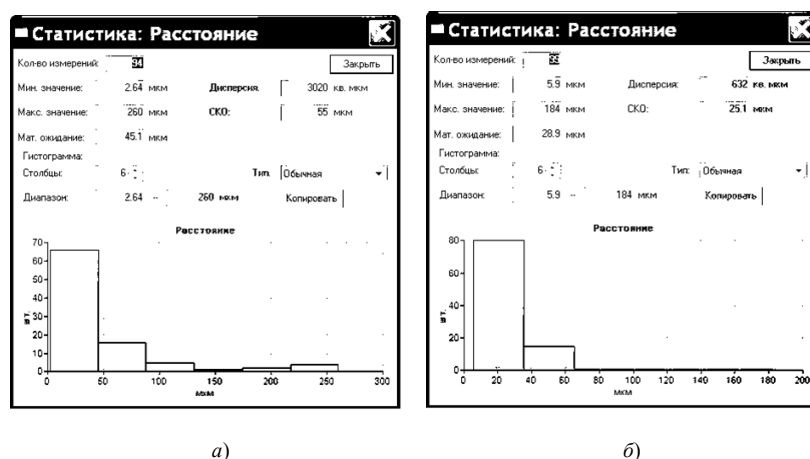 Статистика: Расстояние
Кол-во измерений: 94 Закрыть
Мин. значение: 2.64 мкм Дисперсия: 3020 кв. мкм
Макс. значение: 260 мкм СКО: 55 мкм
Мат. ожидание: 45.1 мкм
Гистограмма:
Столбцы: 6 Тип: Обычная
Диапазон: 2.64 -- 260 мкм Копировать
Расстояние
70
60
50
40
30
20
10
0
шт.
0 50 100 150 200 250 300
мкм
а)
Статистика: Расстояние
Кол-во измерений: Закрыть
Мин. значение: 5.9 мкм Дисперсия: 632 кв. мкм
Макс. значение: 184 мкм СКО: 25.1 мкм
Мат. ожидание: 28.9 мкм
Гистограмма:
Столбцы: 6 Тип: Обычная
Диапазон: 5.9 -- 184 мкм Копировать
Расстояние
80
60
40
20
0
шт.
0 20 40 60 80 100 120 140 160 180 200
мкм
б)